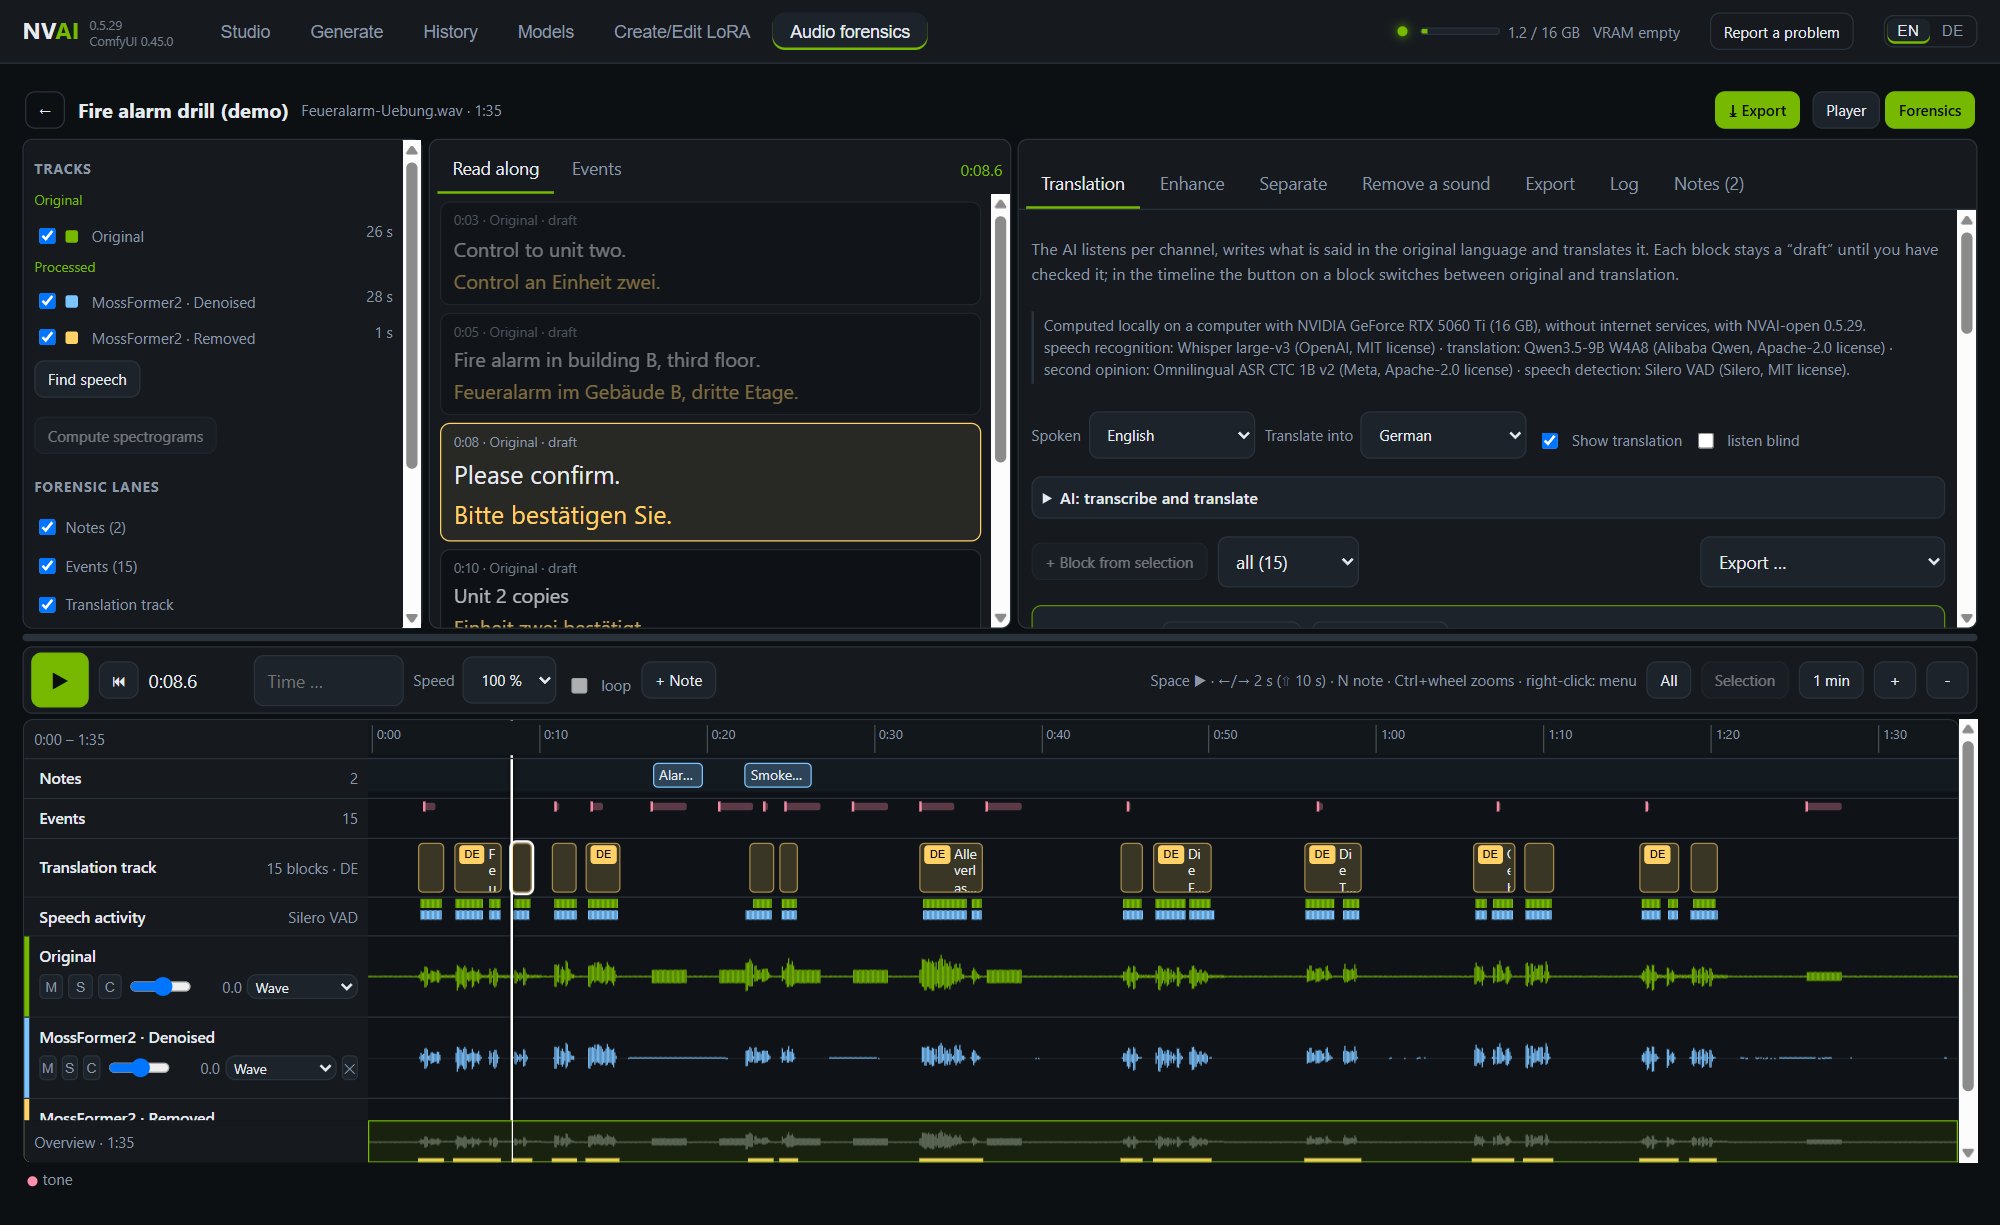 NVAI
0.5.29
ComfyUI 0.45.0
Studio
Generate
History
Models
Create/Edit LoRA
Audio forensics
1.2 / 16 GB
VRAM empty
Report a problem
EN
DE
←
Fire alarm drill (demo)
Feueralarm-Uebung.wav · 1:35
Export
Player
Forensics
TRACKS
Original
Original
26 s
Processed
MossFormer2 · Denoised
28 s
MossFormer2 · Removed
1 s
Find speech
Compute spectrograms
FORENSIC LANES
Notes (2)
Events (15)
Translation track
Read along
Events
0:08.6
0:03 · Original · draft
Control to unit two.
Control an Einheit zwei.
0:05 · Original · draft
Fire alarm in building B, third floor.
Feueralarm im Gebäude B, dritte Etage.
0:08 · Original · draft
Please confirm.
Bitte bestätigen Sie.
0:10 · Original · draft
Unit 2 copies
Einheit zwei bestätigt
Translation
Enhance
Separate
Remove a sound
Export
Log
Notes (2)
The AI listens per channel, writes what is said in the original language and translates it. Each block stays a “draft” until you have
checked it; in the timeline the button on a block switches between original and translation.
Computed locally on a computer with NVIDIA GeForce RTX 5060 Ti (16 GB), without internet services, with NVAI-open 0.5.29.
speech recognition: Whisper large-v3 (OpenAI, MIT license) · translation: Qwen3.5-9B W4A8 (Alibaba Qwen, Apache-2.0 license) ·
second opinion: Omnilingual ASR CTC 1B v2 (Meta, Apache-2.0 license) · speech detection: Silero VAD (Silero, MIT license).
Spoken
English
Translate into
German
Show translation
listen blind
AI: transcribe and translate
+ Block from selection
all (15)
Export ...
0:08.6
Time ...
Speed
100 %
loop
+ Note
Space ▶ · ←/→ 2 s (⇧ 10 s) · N note · Ctrl+wheel zooms · right-click: menu
All
Selection
1 min
+
-
0:00 – 1:35
0:00
0:10
0:20
0:30
0:40
0:50
1:00
1:10
1:20
1:30
Notes
2
Alar...
Smoke...
Events
15
Translation track
15 blocks · DE
DE F
e
u
DE
DE Alle
verl
as...
DE Di
e
F...
DE Di
e
T...
DE
DE
Speech activity
Silero VAD
Original
M
S
C
0.0
Wave
MossFormer2 · Denoised
M
S
C
0.0
Wave
MossFormer2 · Removed
Overview · 1:35
tone